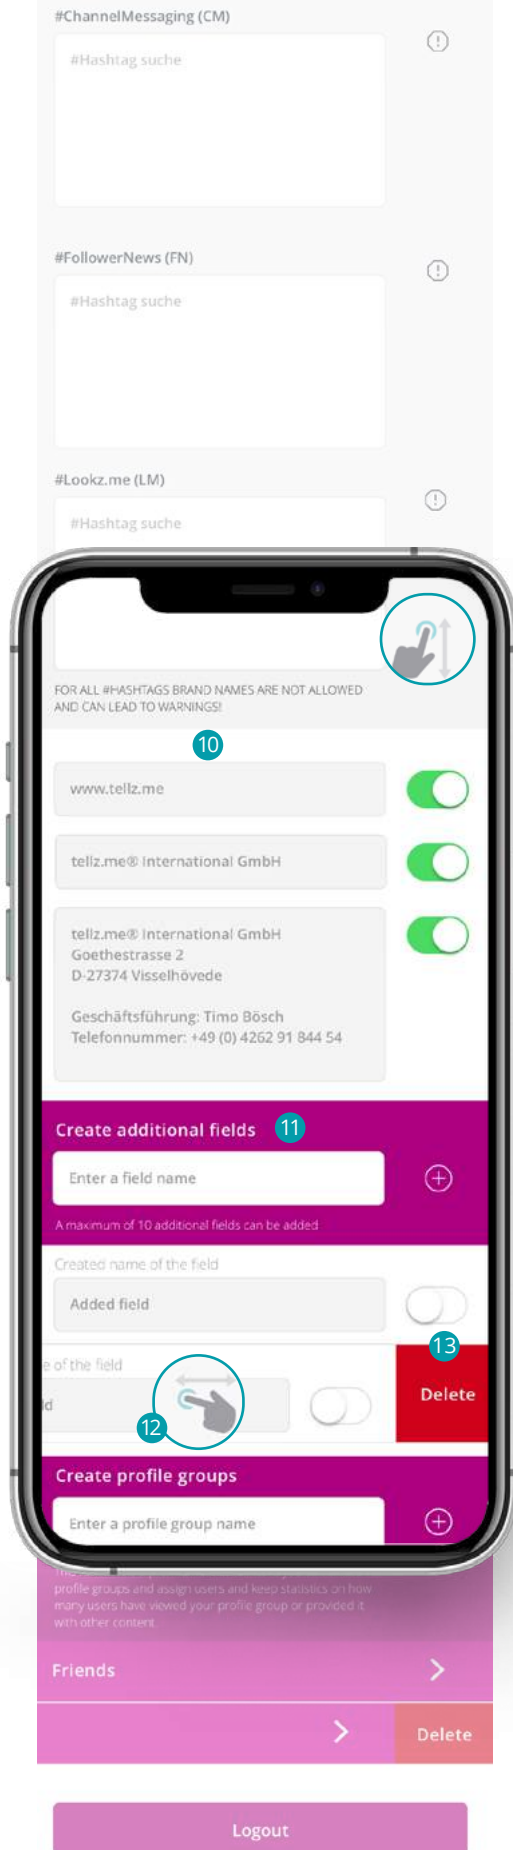 #ChannelMessaging (CM)
#Hashtag suche
#FollowerNews (FN)
#Hashtag suche
#Lookz.me (LM)
#Hashtag suche
FOR ALL #HASHTAGS BRAND NAMES ARE NOT ALLOWED
AND CAN LEAD TO WARNINGS!
10
www.tellz.me
tellz.me® International GmbH
tellz.me® International GmbH
Goethestrasse 2
D-27374 Visselhövede
Geschäftsführung: Timo Bösch
Telefonnummer: +49 (0) 4262 91 844 54
Create additional fields 11
Enter a field name
A maximum of 10 additional fields can be added
Created name of the field
Added field
13
e of the field
ld
Delete
12
Create profile groups
Enter a profile group name
profile groups and assign users and keep statistics on how
many users have viewed your profile group or provided it
with other content.
Friends
Delete
Logout